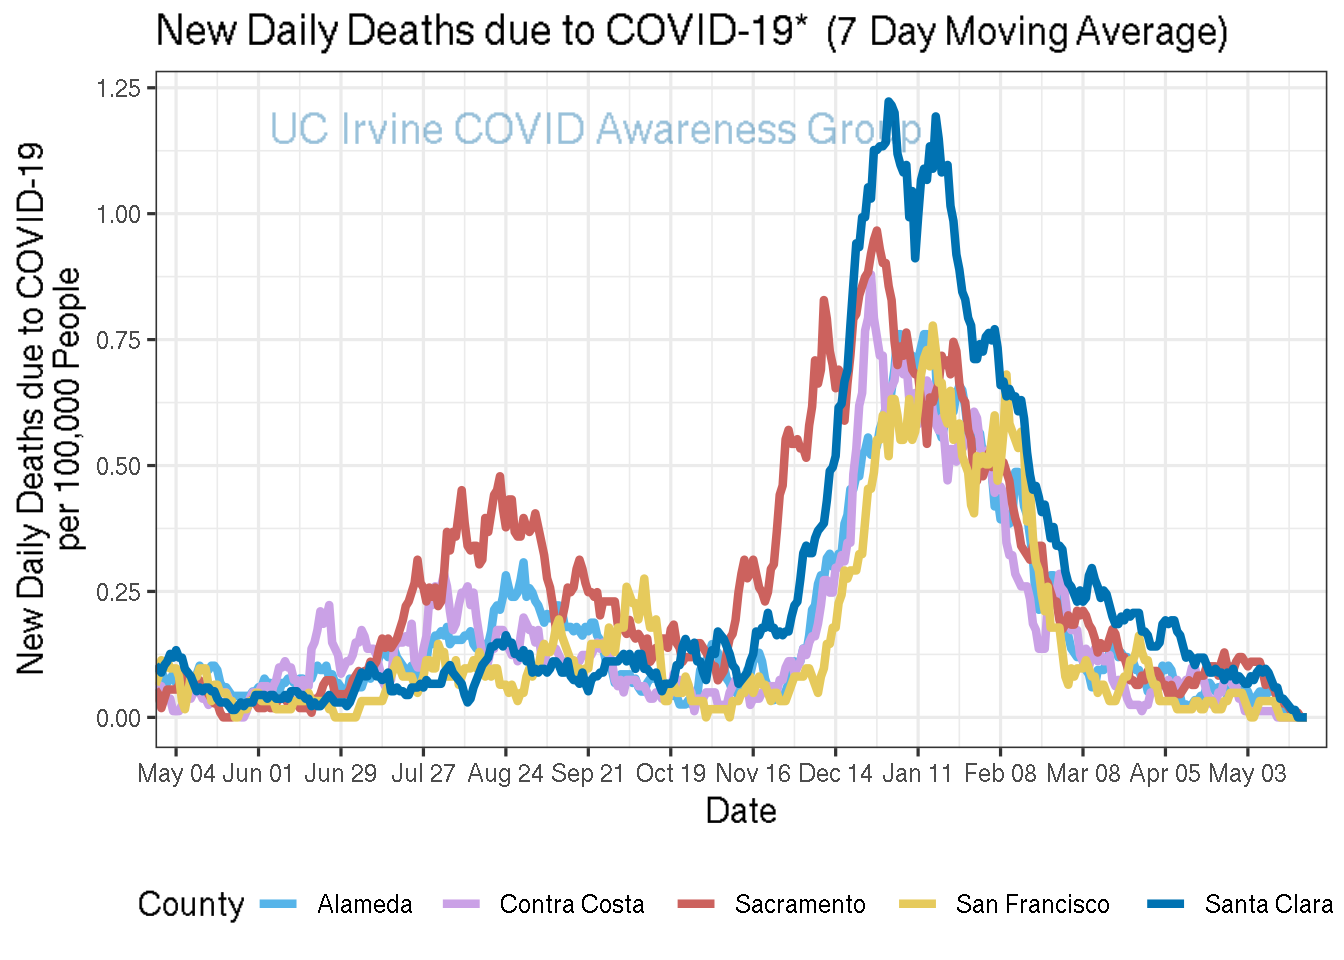 New Daily Deaths due to COVID-19* (7 Day Moving Average)
UC Irvine COVID Awareness Group
New Daily Deaths due to COVID-19
per 100,000 People
1.25
1.00
0.75
0.50
0.25
0.00
May 04 Jun 01 Jun 29 Jul 27 Aug 24 Sep 21 Oct 19 Nov 16 Dec 14 Jan 11 Feb 08 Mar 08 Apr 05 May 03
Date
County Alameda Contra Costa Sacramento San Francisco Santa Clara